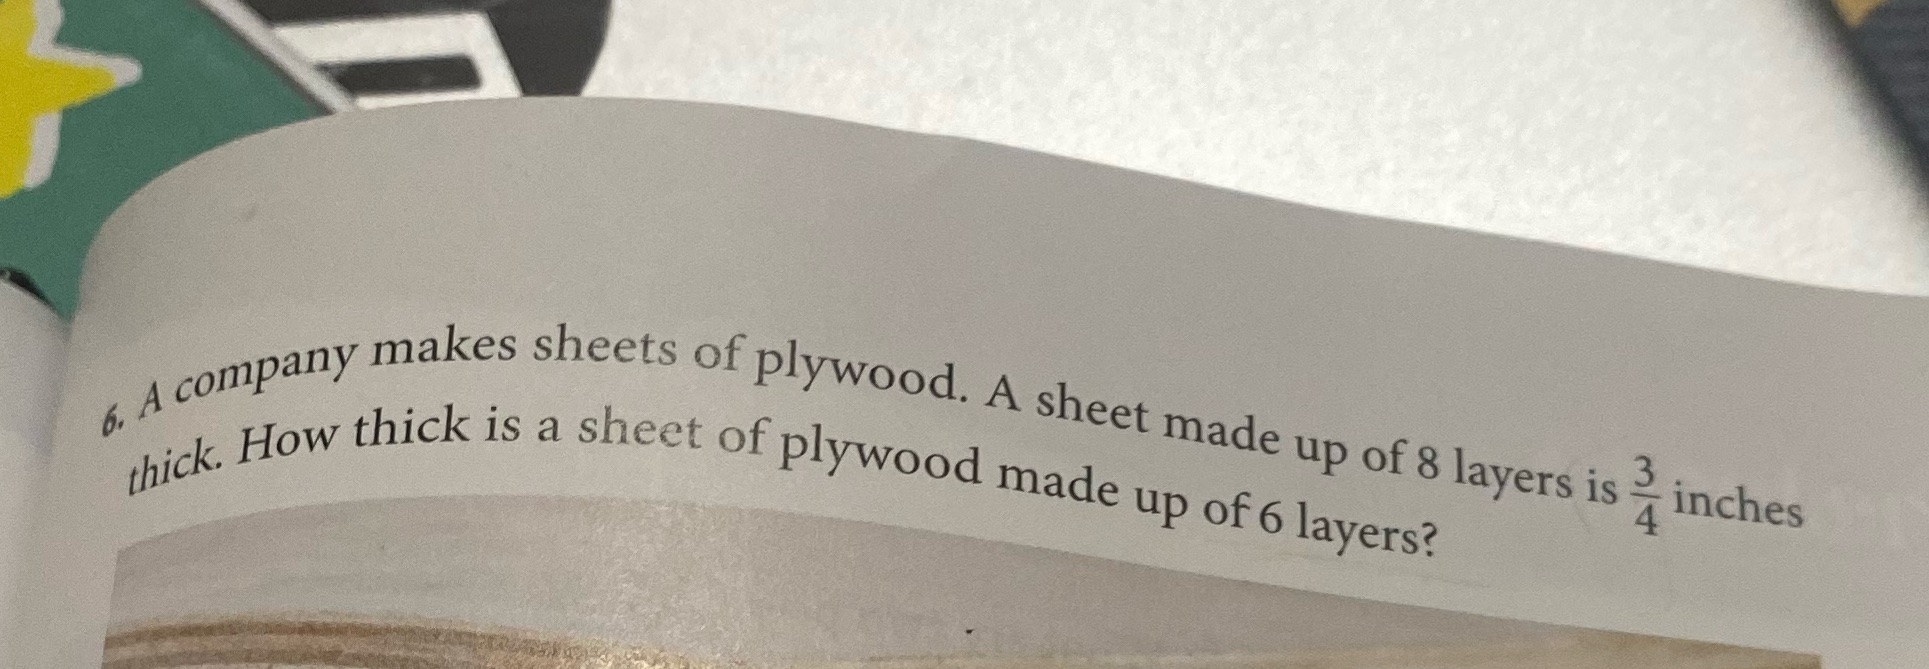 6. A company makes sheets of plywood. A sheet made up of 8 layers is 3/4 inches
thick. How thick is a sheet of plywood made up of 6 layers?